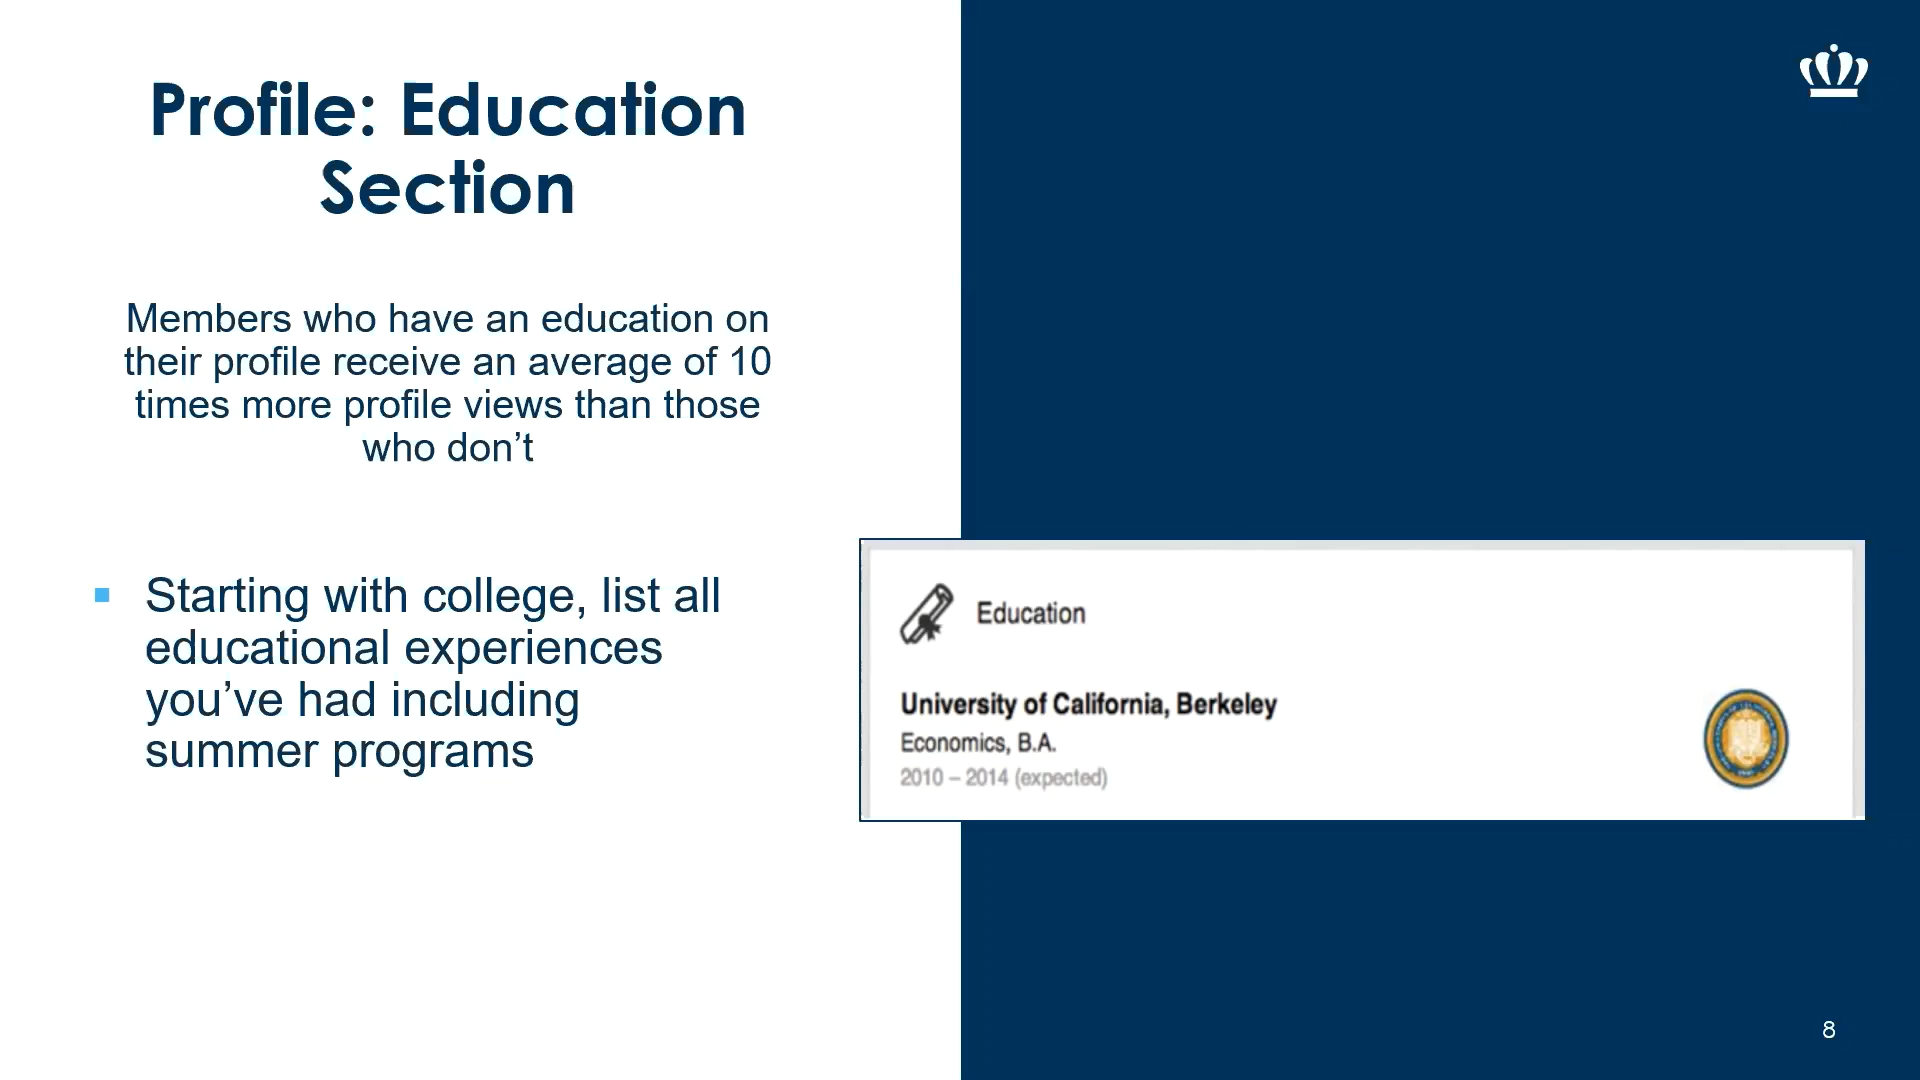 Profile: Education
Section
Members who have an education on
their profile receive an average of 10
times more profile views than those
who don’t
Starting with college, list all
educational experiences
you’ve had including
summer programs
Education
University of California, Berkeley
Economics, B.A.
2010 – 2014 (expected)
8